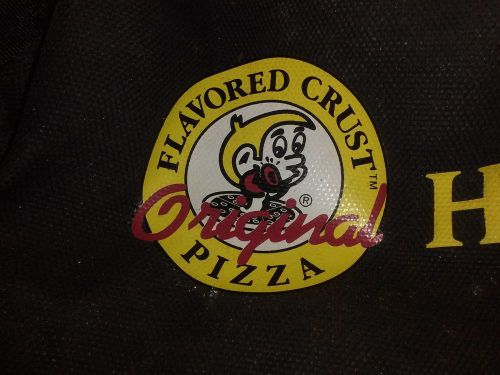 FLAVORED CRUST™
Original®
PIZZA
H